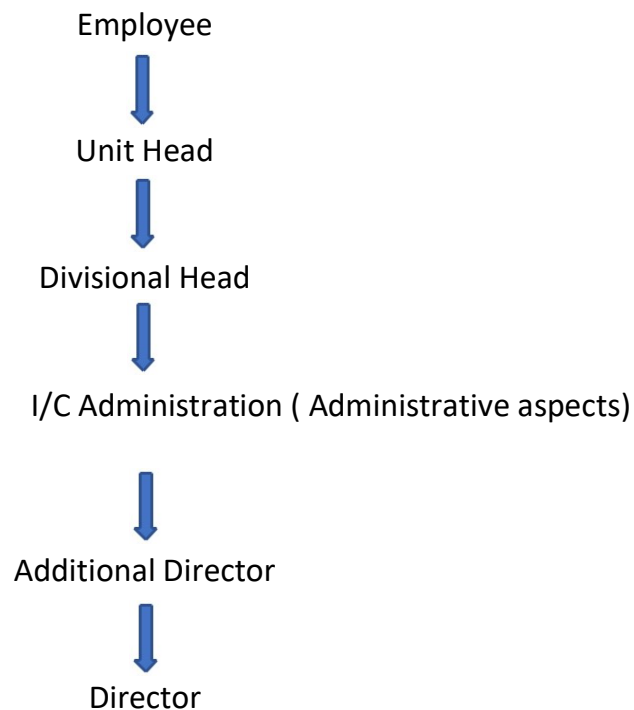 Employee
Unit Head
Divisional Head
I/C Administration ( Administrative aspects)
Additional Director
Director